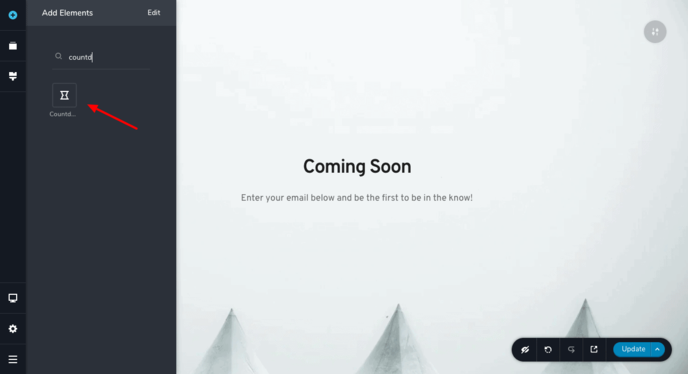 Add Elements
Edit
countd
Countd...
Coming Soon
Enter your email below and be the first to be in the know!
Update